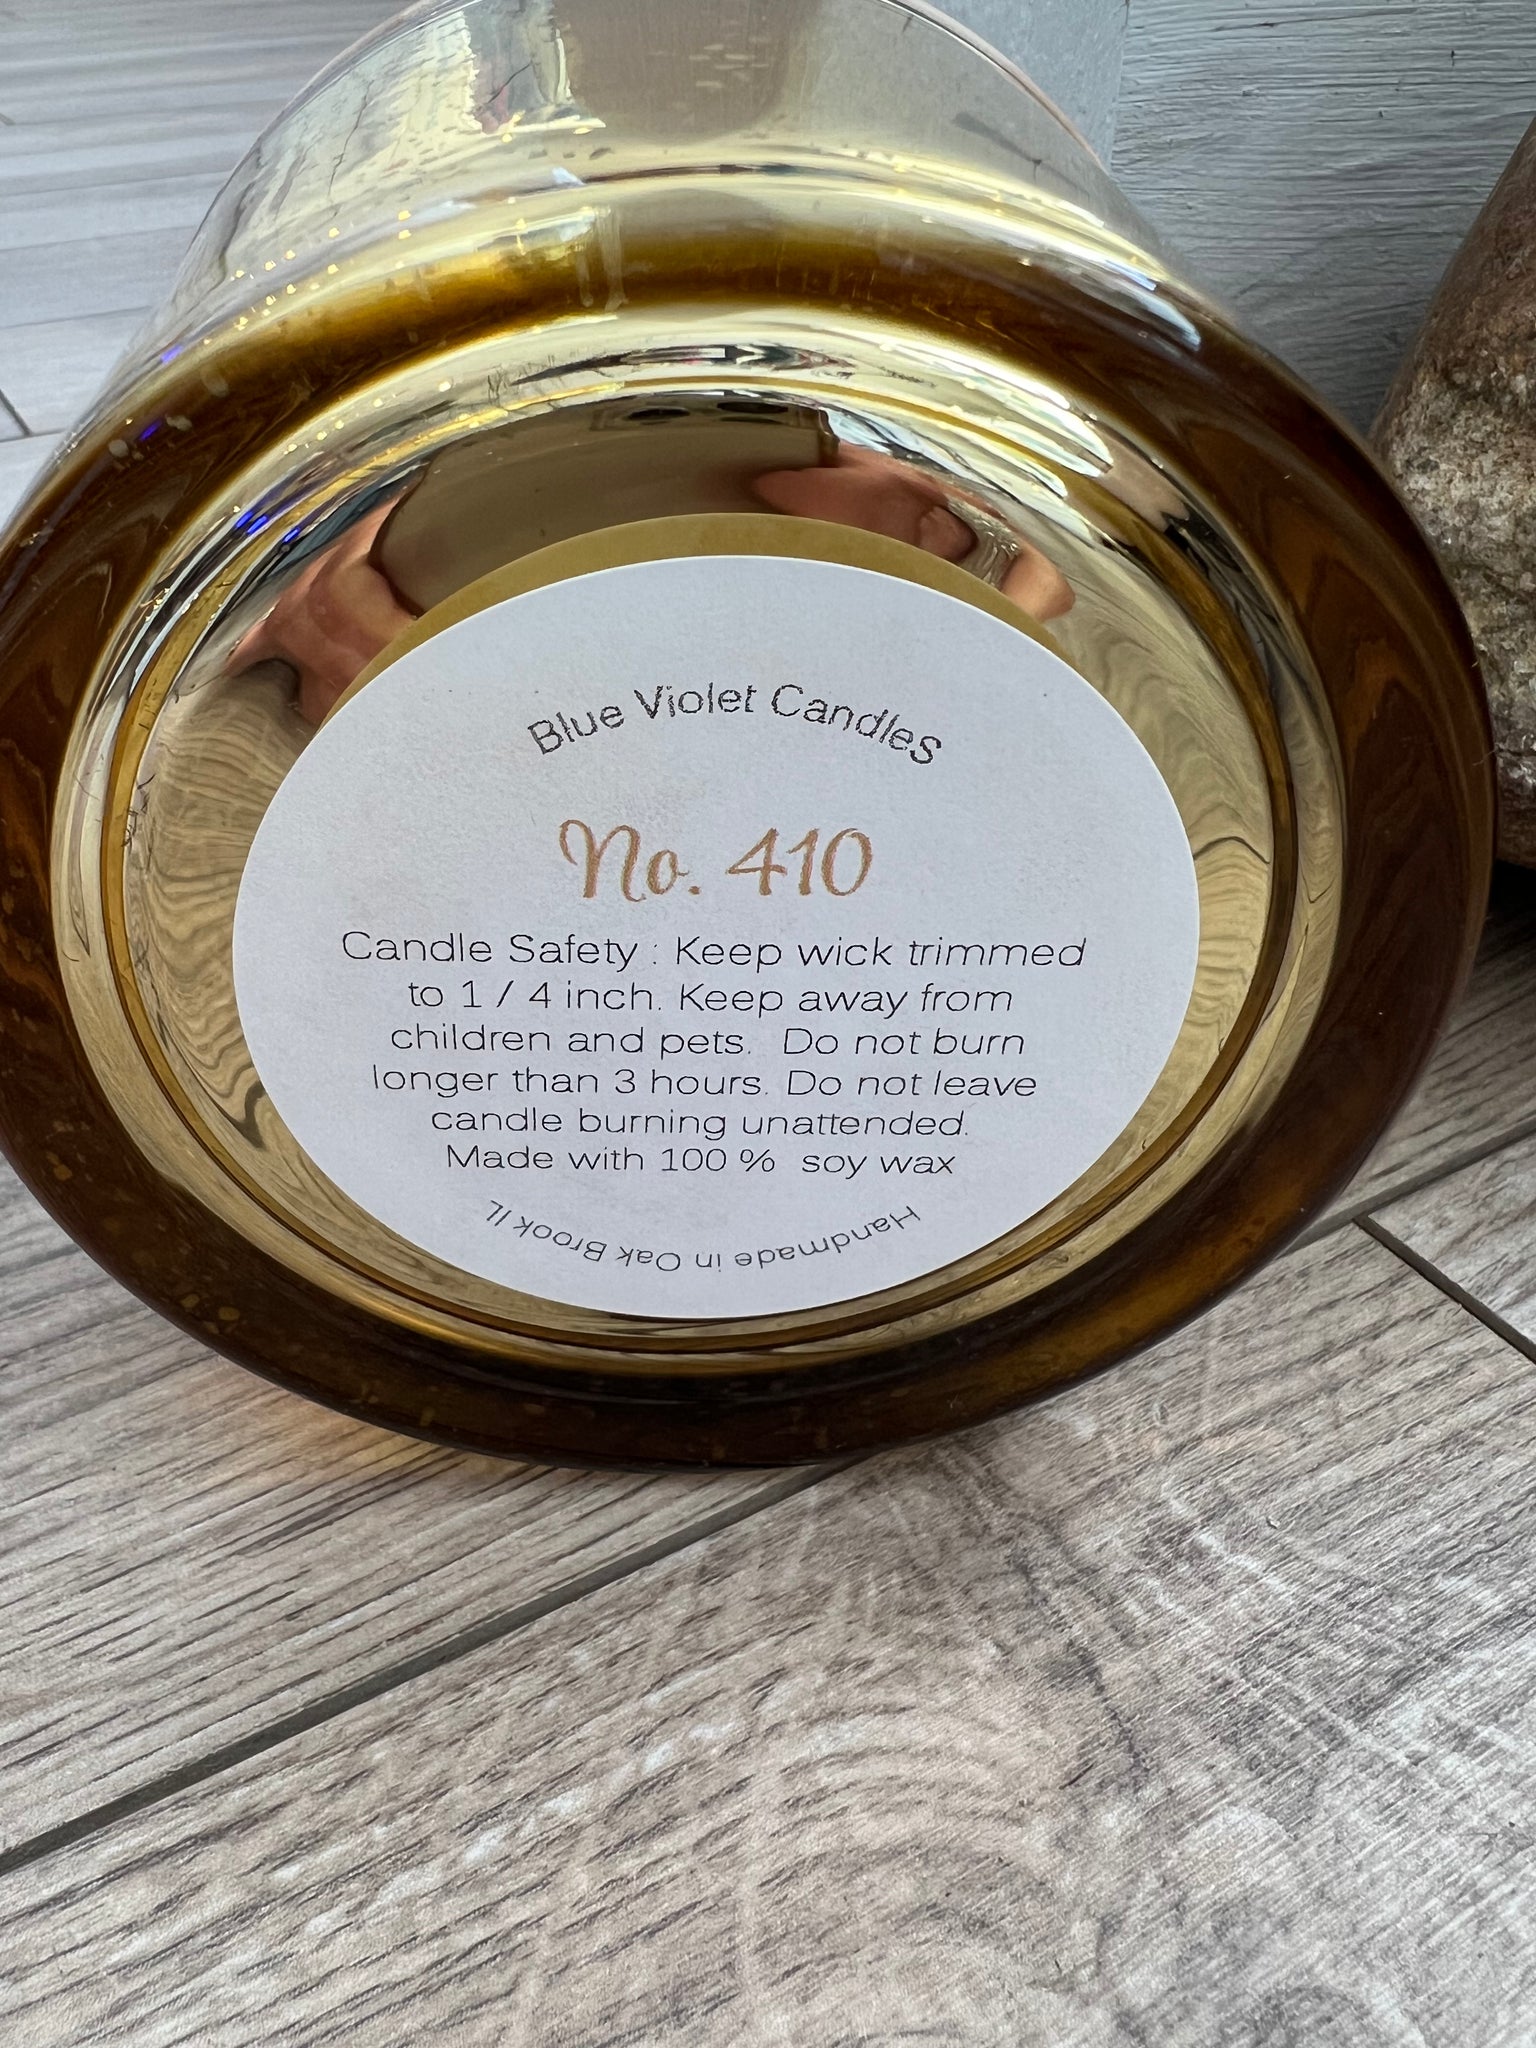 Blue Violet Candles
No. 410
Candle Safety : Keep wick trimmed
to 1 / 4 inch. Keep away from
children and pets. Do not burn
longer than 3 hours. Do not leave
candle burning unattended.
Made with 100 % soy wax
Handmade in Oak Brook IL